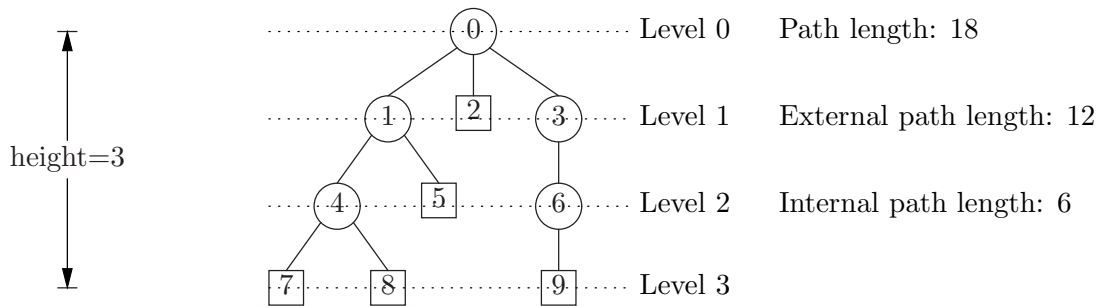 0 Level 0 Path length: 18
1 2 3 Level 1 External path length: 12
height=3
4 5 6 Level 2 Internal path length: 6
7 8 9 Level 3